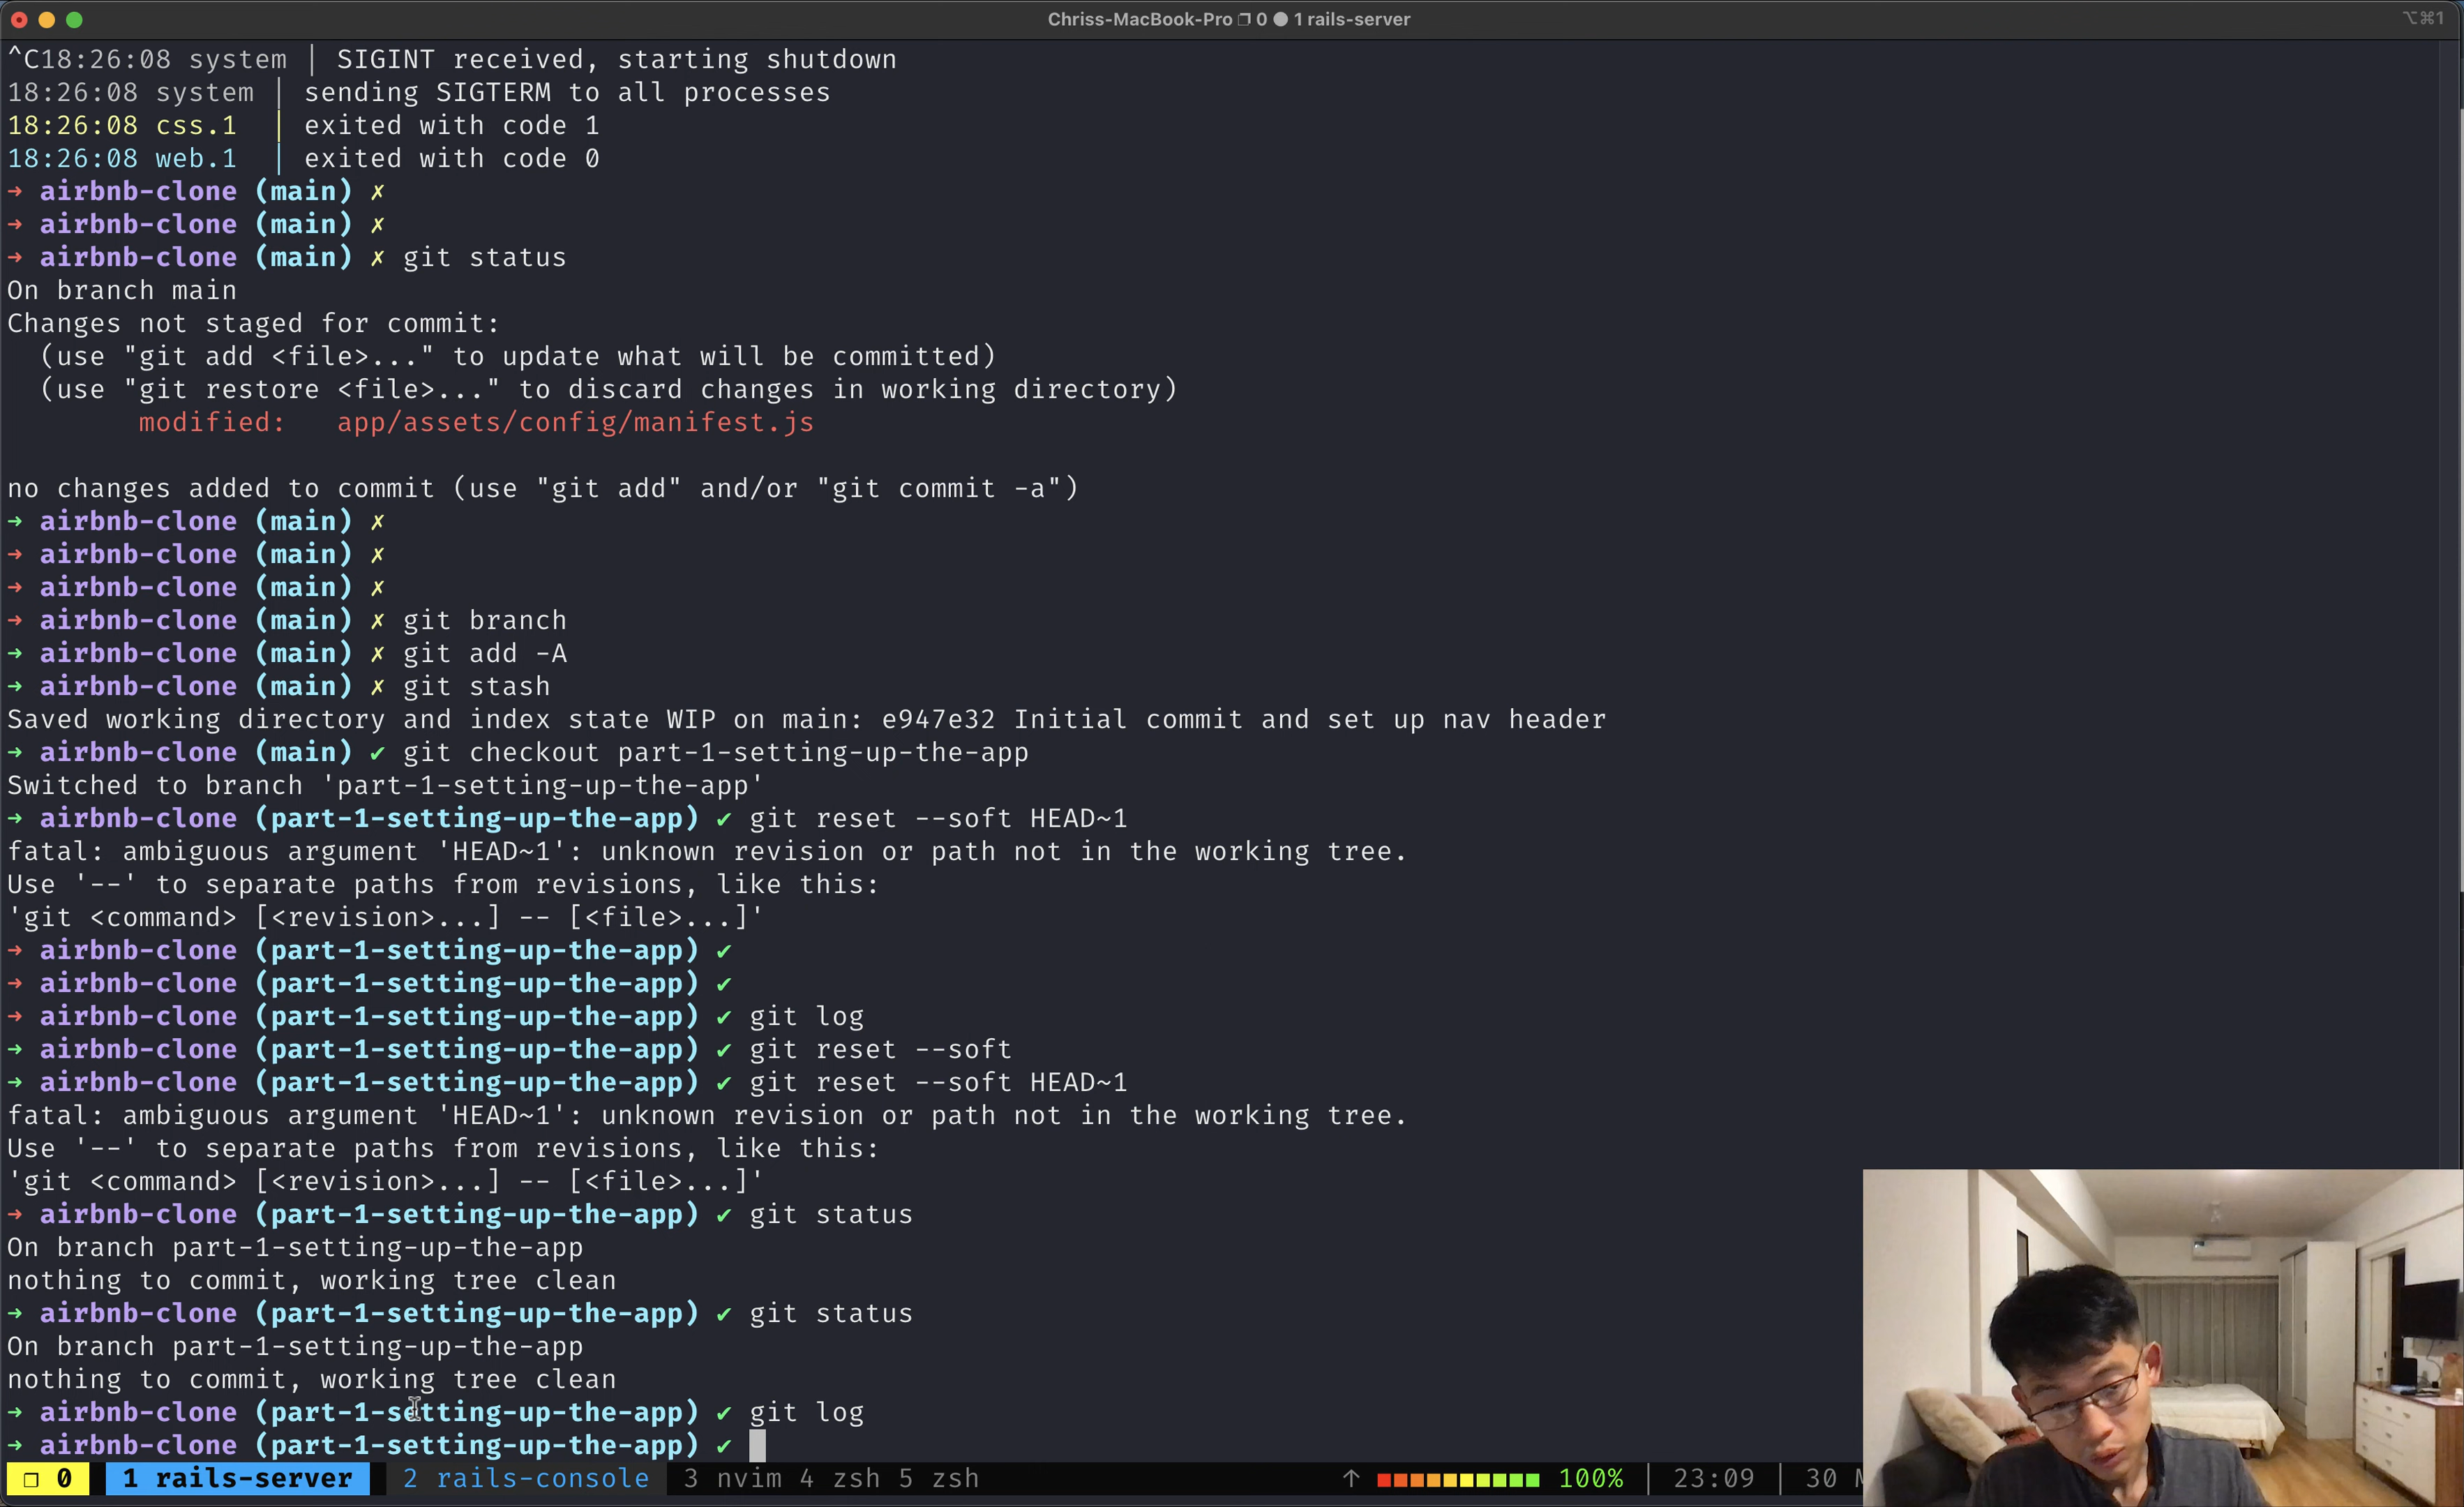 Chriss-MacBook-Pro ❐ 0 ● 1 rails-server
⌥⌘1
^C18:26:08 system | SIGINT received, starting shutdown
18:26:08 system | sending SIGTERM to all processes
18:26:08 css.1 | exited with code 1
18:26:08 web.1 | exited with code 0
→ airbnb-clone (main) ✗
→ airbnb-clone (main) ✗
→ airbnb-clone (main) ✗ git status
On branch main
Changes not staged for commit:
(use "git add <file>..." to update what will be committed)
(use "git restore <file>..." to discard changes in working directory)
modified: app/assets/config/manifest.js
no changes added to commit (use "git add" and/or "git commit -a")
→ airbnb-clone (main) ✗
→ airbnb-clone (main) ✗
→ airbnb-clone (main) ✗
→ airbnb-clone (main) ✗ git branch
→ airbnb-clone (main) ✗ git add -A
→ airbnb-clone (main) ✗ git stash
Saved working directory and index state WIP on main: e947e32 Initial commit and set up nav header
→ airbnb-clone (main) ✔ git checkout part-1-setting-up-the-app
Switched to branch 'part-1-setting-up-the-app'
→ airbnb-clone (part-1-setting-up-the-app) ✔ git reset --soft HEAD~1
fatal: ambiguous argument 'HEAD~1': unknown revision or path not in the working tree.
Use '--' to separate paths from revisions, like this:
'git <command> [<revision>...] -- [<file>...]'
→ airbnb-clone (part-1-setting-up-the-app) ✔
→ airbnb-clone (part-1-setting-up-the-app) ✔
→ airbnb-clone (part-1-setting-up-the-app) ✔ git log
→ airbnb-clone (part-1-setting-up-the-app) ✔ git reset --soft
→ airbnb-clone (part-1-setting-up-the-app) ✔ git reset --soft HEAD~1
fatal: ambiguous argument 'HEAD~1': unknown revision or path not in the working tree.
Use '--' to separate paths from revisions, like this:
'git <command> [<revision>...] -- [<file>...]'
→ airbnb-clone (part-1-setting-up-the-app) ✔ git status
On branch part-1-setting-up-the-app
nothing to commit, working tree clean
→ airbnb-clone (part-1-setting-up-the-app) ✔ git status
On branch part-1-setting-up-the-app
nothing to commit, working tree clean
→ airbnb-clone (part-1-setting-up-the-app) ✔ git log
→ airbnb-clone (part-1-setting-up-the-app) ✔
❐ 0 1 rails-server 2 rails-console 3 nvim 4 zsh 5 zsh ↑ 100% | 23:09 | 30